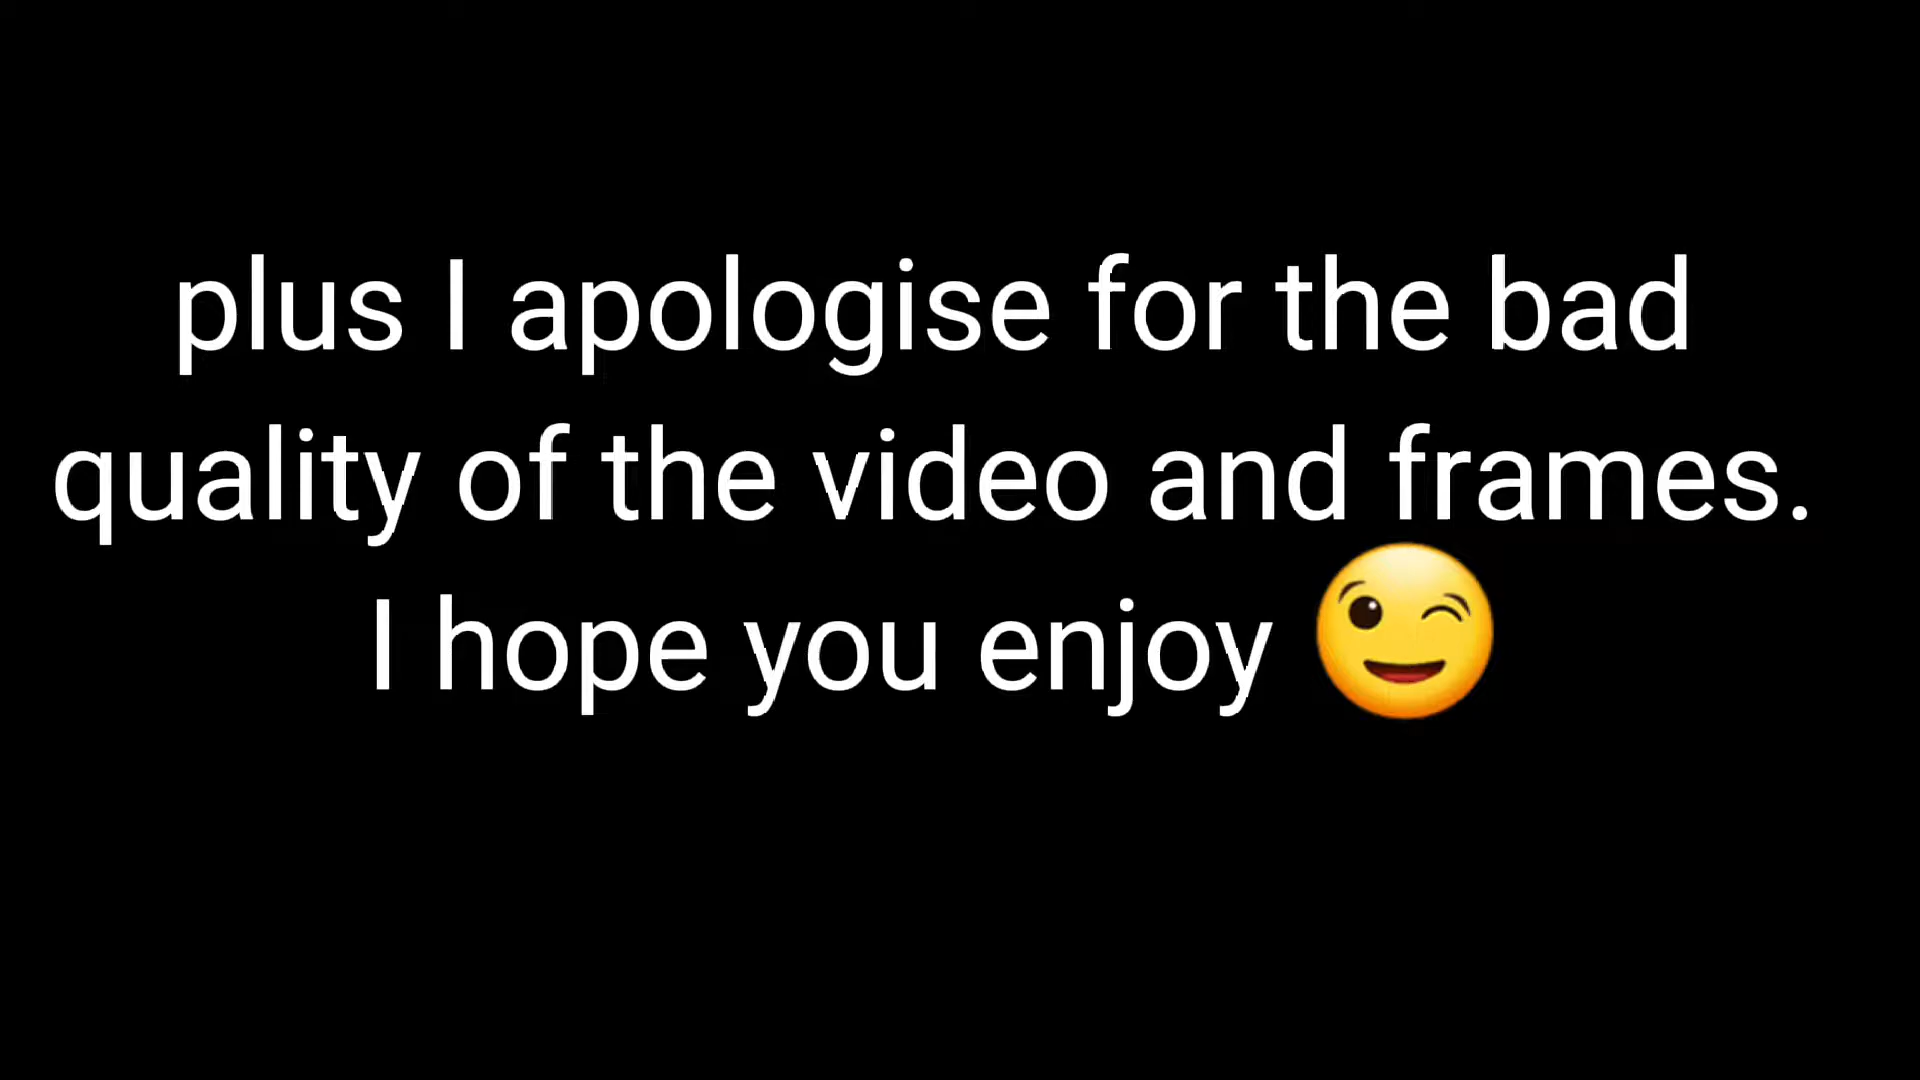 plus I apologise for the bad
quality of the video and frames.
I hope you enjoy 😉